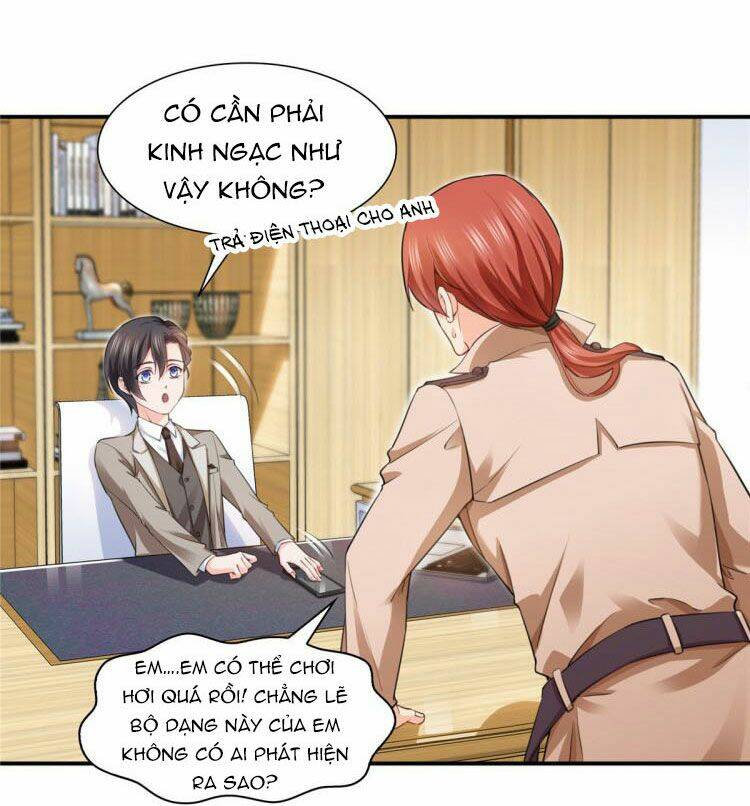 CÓ CẦN PHẢI
KINH NGẠC NHƯ
VẬY KHÔNG?
TRẢ ĐIỆN THOẠI CHO ANH
EM....EM CÓ THỂ CHƠI
HƠI QUÁ RỒI! CHẲNG LẼ
BỘ DẠNG NÀY CỦA EM
KHÔNG CÓ AI PHÁT HIỆN
RA SAO?